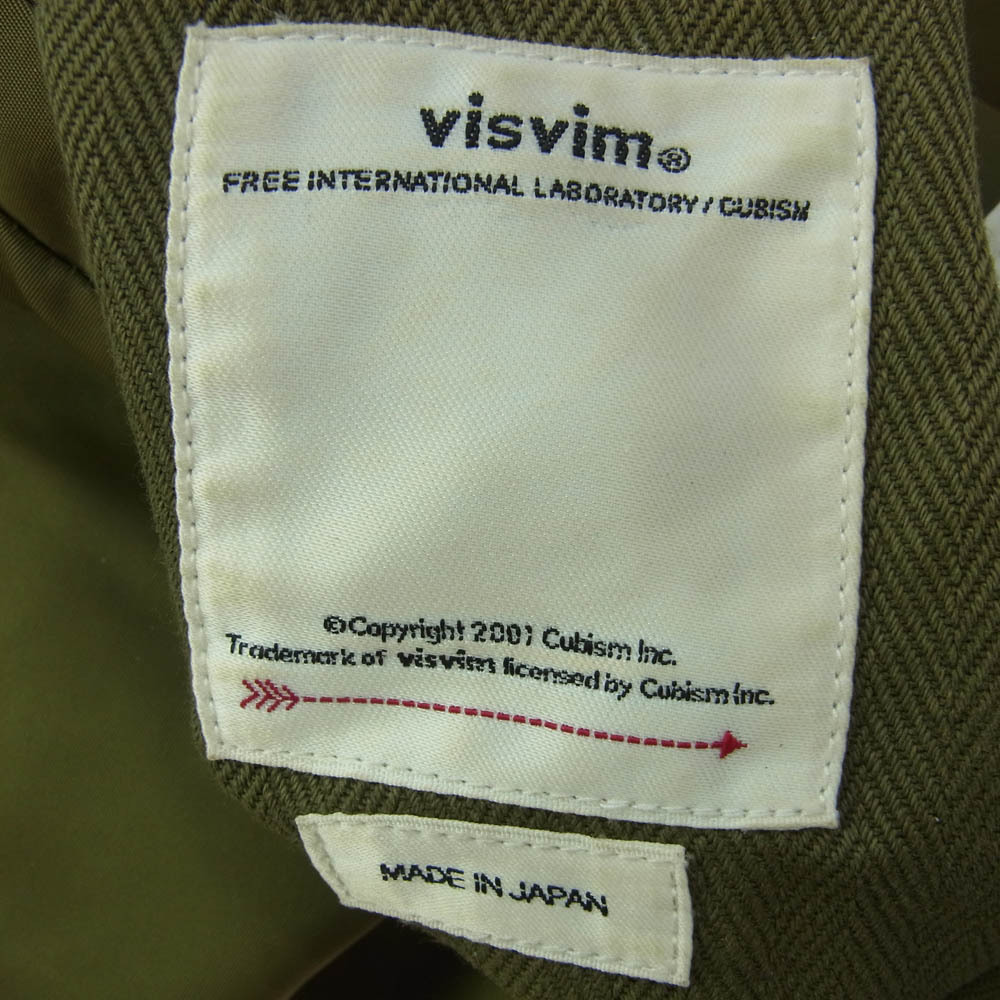 visvim®
FREE INTERNATIONAL LABORATORY / CUBISM
©Copyright 2001 Cubism Inc.
Trademark of visvim licensed by Cubism Inc.
MADE IN JAPAN